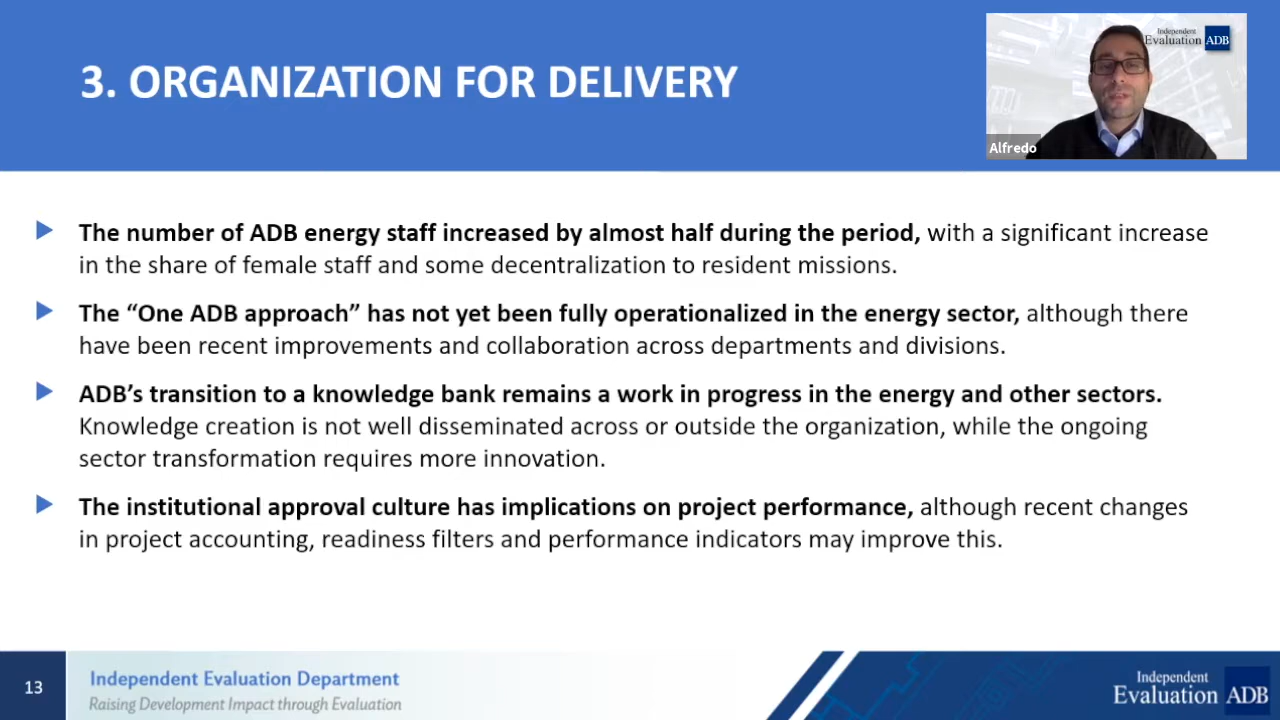 3. ORGANIZATION FOR DELIVERY
Independent
Evaluation ADB
Alfredo
The number of ADB energy staff increased by almost half during the period, with a significant increase
in the share of female staff and some decentralization to resident missions.
The “One ADB approach” has not yet been fully operationalized in the energy sector, although there
have been recent improvements and collaboration across departments and divisions.
ADB’s transition to a knowledge bank remains a work in progress in the energy and other sectors.
Knowledge creation is not well disseminated across or outside the organization, while the ongoing
sector transformation requires more innovation.
The institutional approval culture has implications on project performance, although recent changes
in project accounting, readiness filters and performance indicators may improve this.
13
Independent Evaluation Department
Raising Development Impact through Evaluation
Independent
Evaluation ADB